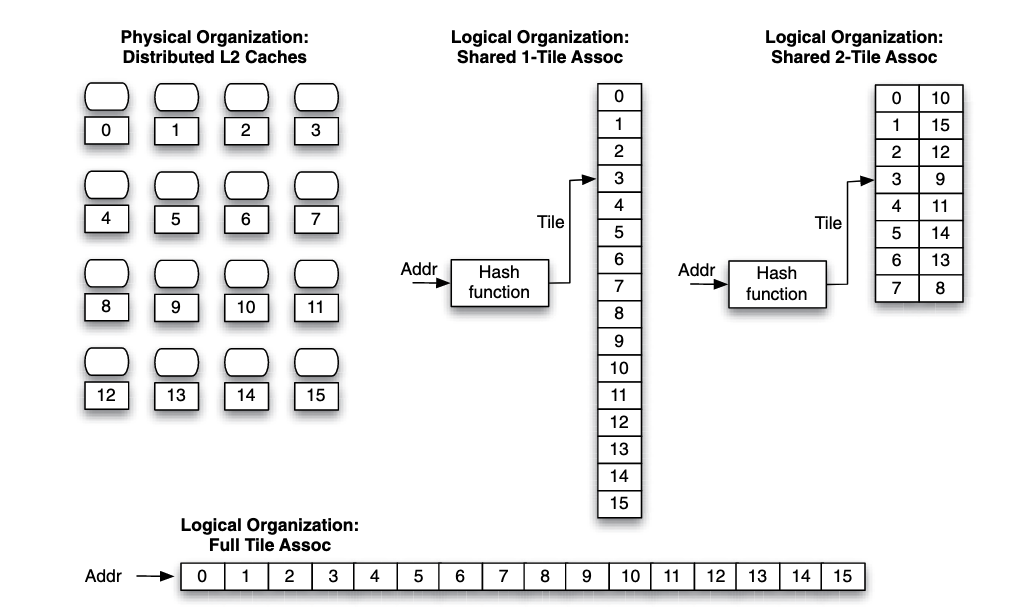 Physical Organization:
Distributed L2 Caches
0 1 2 3
4 5 6 7
8 9 10 11
12 13 14 15
Logical Organization:
Shared 1-Tile Assoc
Addr
Hash
function
Tile
0
1
2
3
4
5
6
7
8
9
10
11
12
13
14
15
Logical Organization:
Shared 2-Tile Assoc
Addr
Hash
function
Tile
0 10
1 15
2 12
3 9
4 11
5 14
6 13
7 8
Logical Organization:
Full Tile Assoc
Addr 0 1 2 3 4 5 6 7 8 9 10 11 12 13 14 15